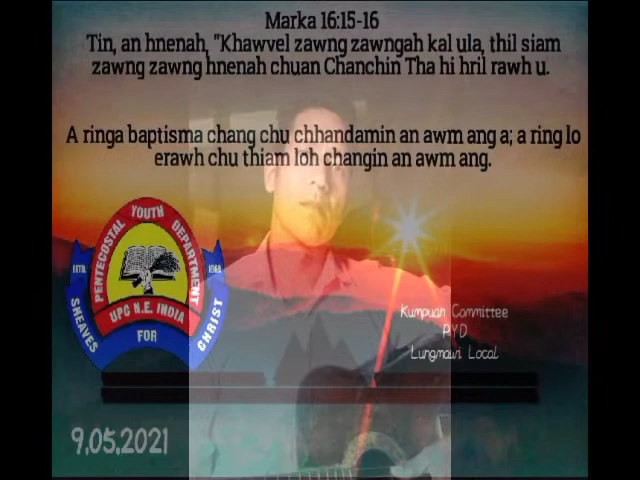 Marka 16:15-16
Tin, an hnenah, "Khawvel zawng zawngah kal ula, thil siam
zawng zawng hnenah chuan Chanchin Tha hi hril rawh u.
A ringa baptisma chang chu chhandamin an awm ang a; a ring lo
erawh chu thiam loh changin an awm ang.
PENTECOSTAL YOUTH DEPARTMENT
ESTD. 1969
UPC N.E. INDIA
SHEAVES FOR CHRIST
Kumpuan Committee
P.Y.D
Lungmawi Local
9,05,2021